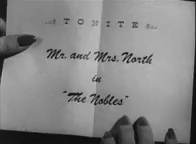 TONITE
Mr. and Mrs. North
in
"The Nobles"